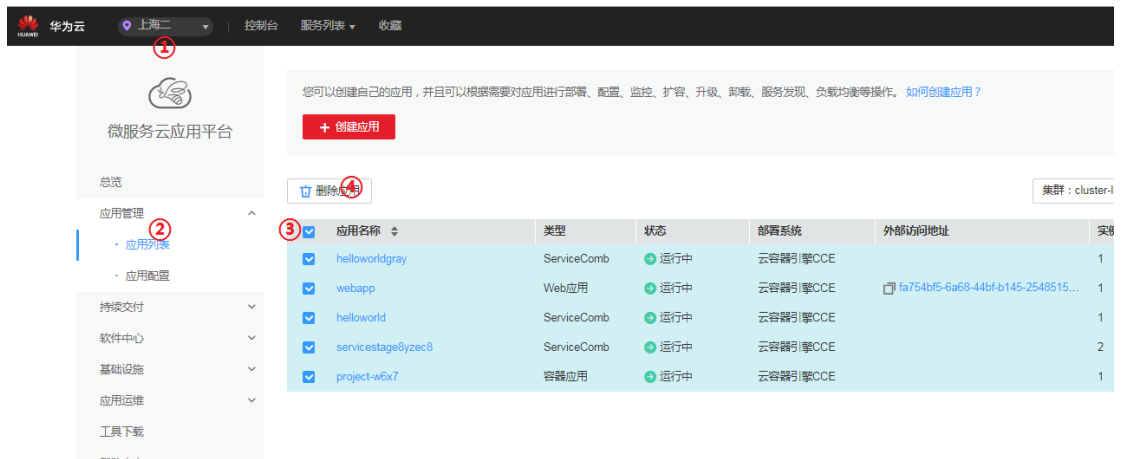 HUAWEI 华为云 上海二 控制台 服务列表 收藏
①
微服务云应用平台
总览
应用管理
②
· 应用列表
· 应用配置
持续交付
软件中心
基础设施
应用运维
工具下载
您可以创建自己的应用，并且可以根据需要对应用进行部署、配置、监控、扩容、升级、卸载、服务发现、负载均衡等操作。 如何创建应用？
+ 创建应用
删除应用 ④ 集群：cluster-l
③ 应用名称 类型 状态 部署系统 外部访问地址
helloworldgray ServiceComb 运行中 云容器引擎CCE 1
webapp Web应用 运行中 云容器引擎CCE fa754bf5-6a68-44bf-b145-2548515... 1
helloworld ServiceComb 运行中 云容器引擎CCE 1
servicestage8yzec8 ServiceComb 运行中 云容器引擎CCE 2
project-w6x7 容器应用 运行中 云容器引擎CCE 1